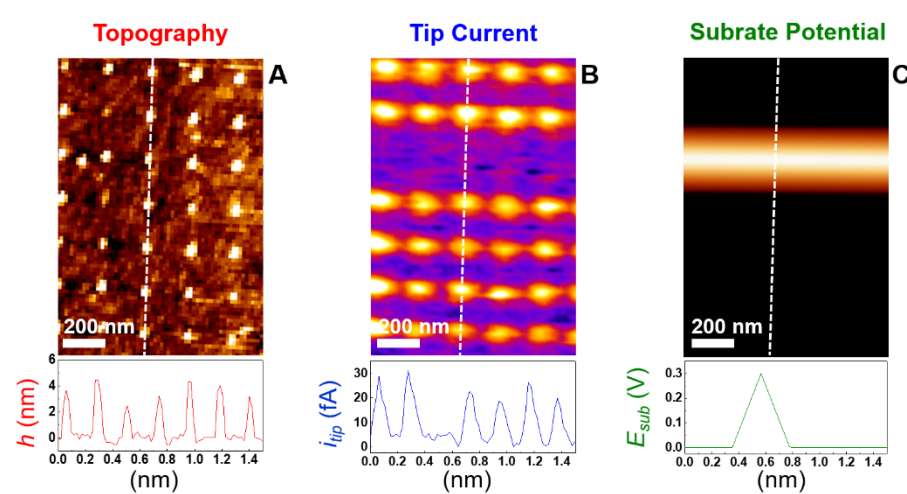 Topography
Tip Current
Subrate Potential
A
B
C
200 nm
200 nm
200 nm
6
4
2
0
h (nm)
0.0 0.2 0.4 0.6 0.8 1.0 1.2 1.4
(nm)
30
20
10
0
i_tip (fA)
0.0 0.2 0.4 0.6 0.8 1.0 1.2 1.4
(nm)
0.3
0.2
0.1
0.0
E_sub (V)
0.0 0.2 0.4 0.6 0.8 1.0 1.2 1.4
(nm)